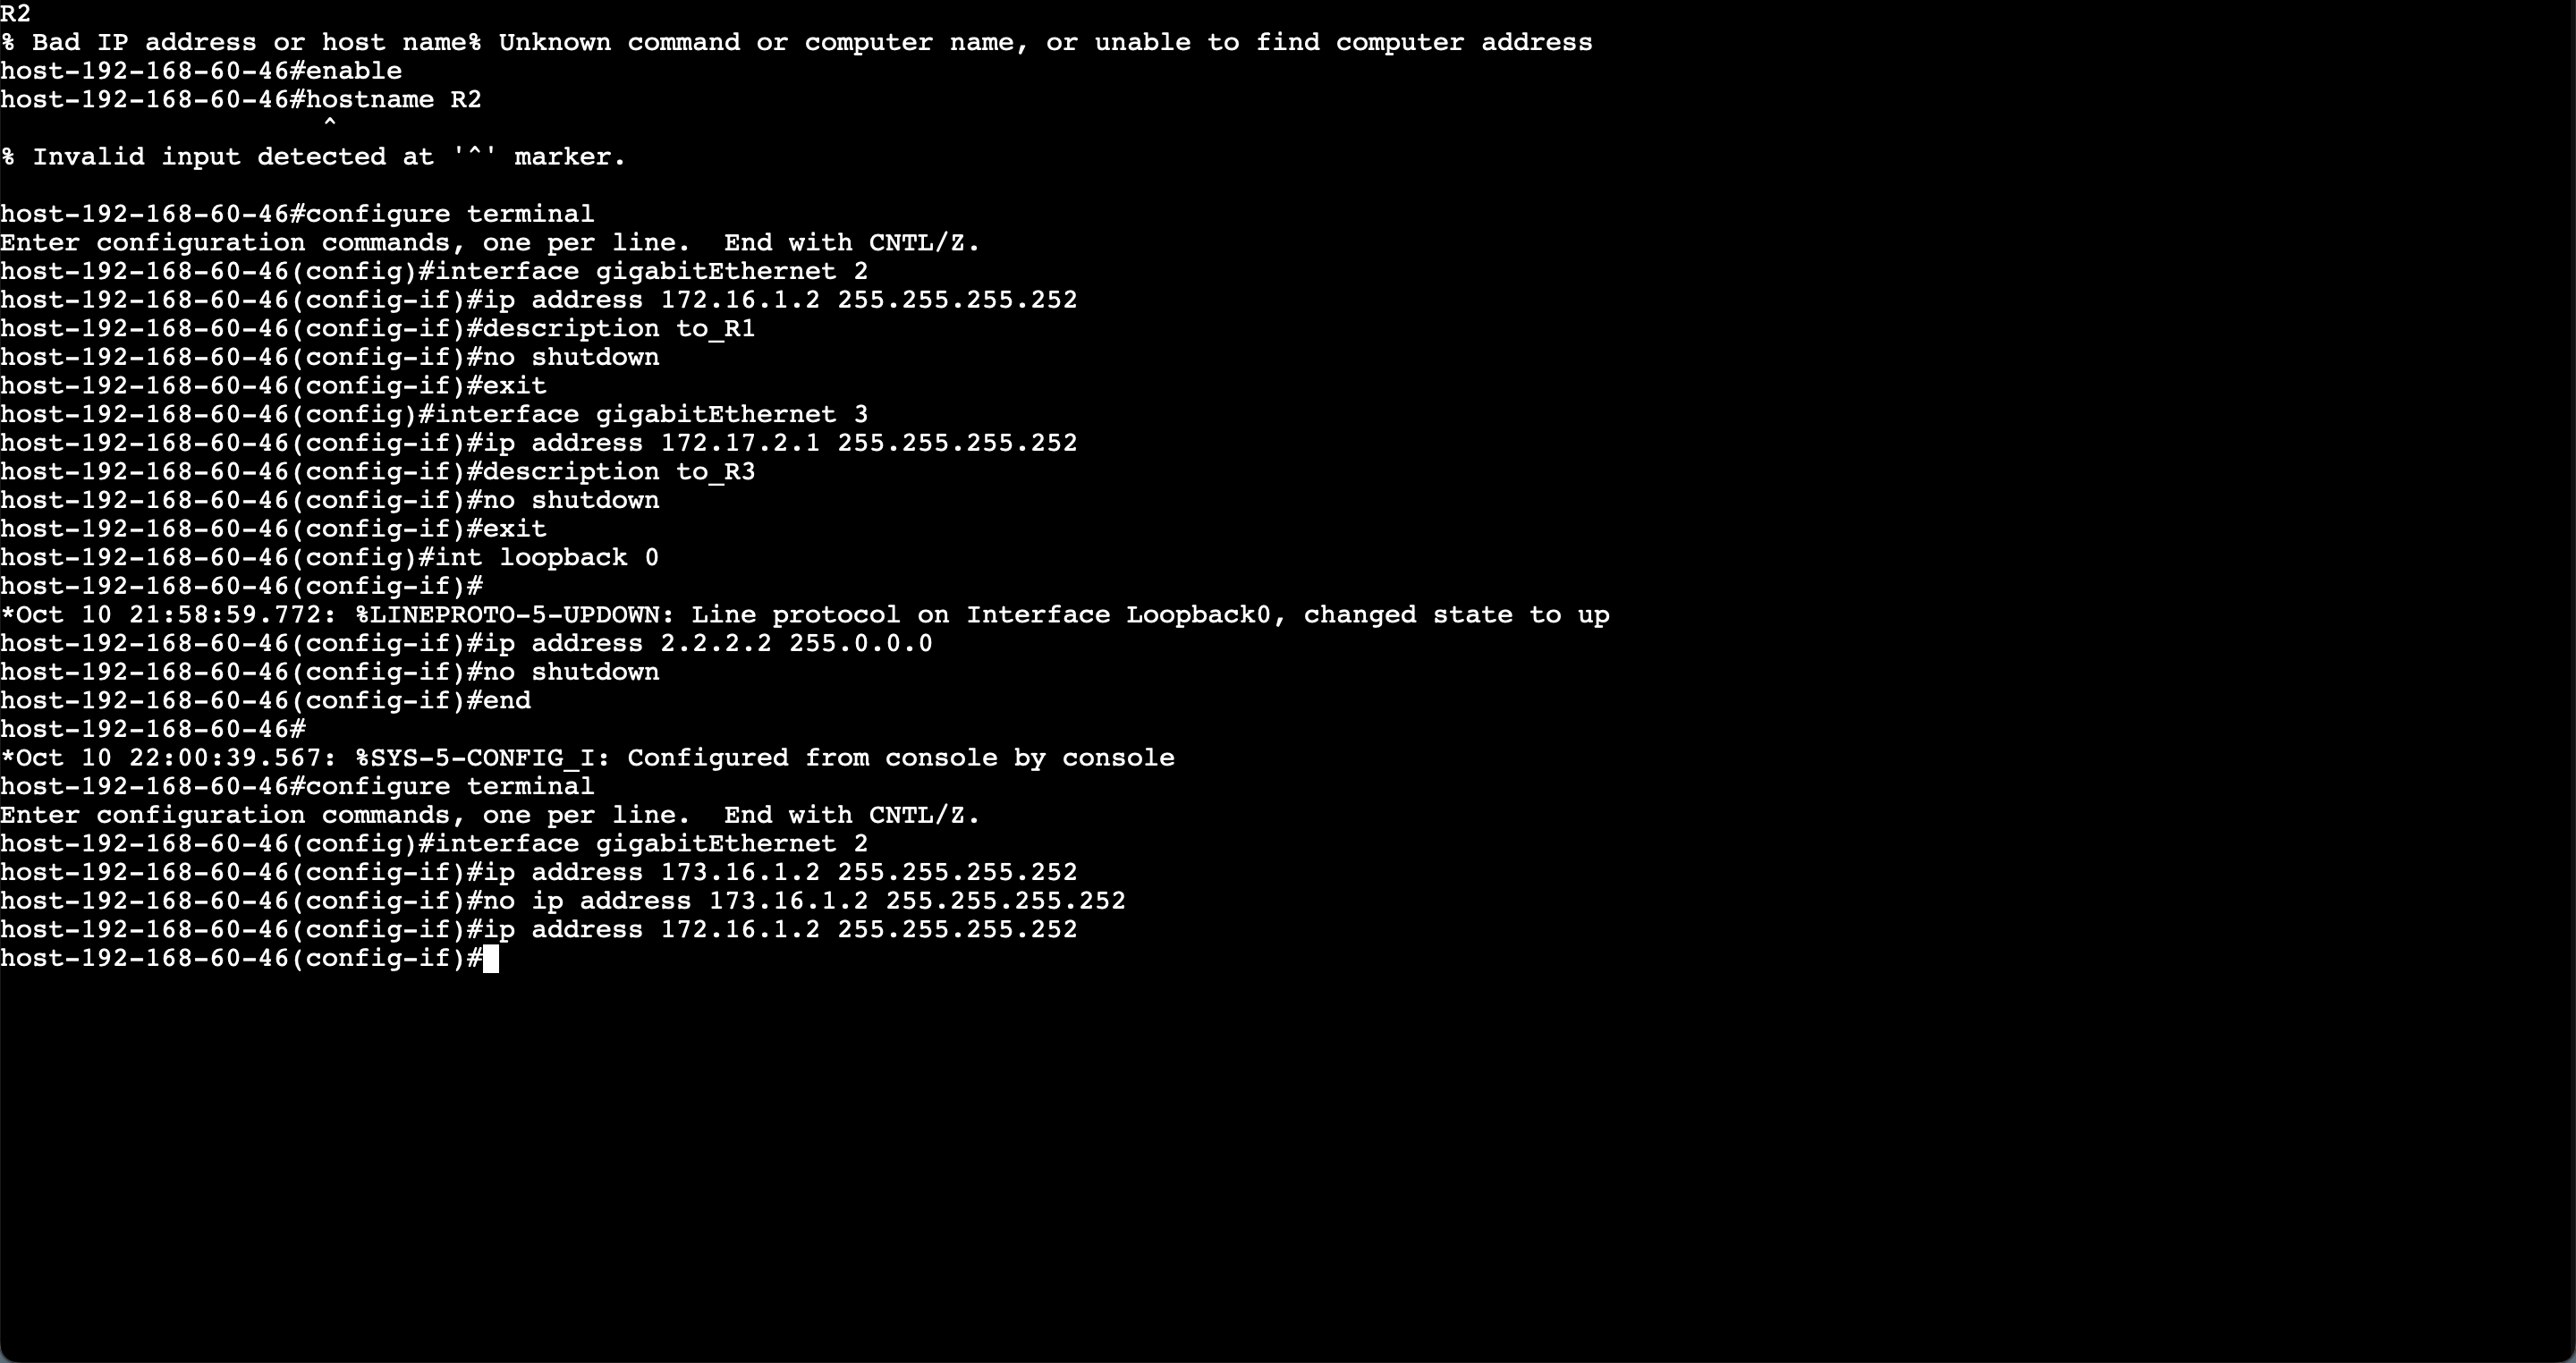 R2
% Bad IP address or host name% Unknown command or computer name, or unable to find computer address
host-192-168-60-46#enable
host-192-168-60-46#hostname R2
                    ^
% Invalid input detected at '^' marker.

host-192-168-60-46#configure terminal
Enter configuration commands, one per line.  End with CNTL/Z.
host-192-168-60-46(config)#interface gigabitEthernet 2
host-192-168-60-46(config-if)#ip address 172.16.1.2 255.255.255.252
host-192-168-60-46(config-if)#description to_R1
host-192-168-60-46(config-if)#no shutdown
host-192-168-60-46(config-if)#exit
host-192-168-60-46(config)#interface gigabitEthernet 3
host-192-168-60-46(config-if)#ip address 172.17.2.1 255.255.255.252
host-192-168-60-46(config-if)#description to_R3
host-192-168-60-46(config-if)#no shutdown
host-192-168-60-46(config-if)#exit
host-192-168-60-46(config)#int loopback 0
host-192-168-60-46(config-if)#
*Oct 10 21:58:59.772: %LINEPROTO-5-UPDOWN: Line protocol on Interface Loopback0, changed state to up
host-192-168-60-46(config-if)#ip address 2.2.2.2 255.0.0.0
host-192-168-60-46(config-if)#no shutdown
host-192-168-60-46(config-if)#end
host-192-168-60-46#
*Oct 10 22:00:39.567: %SYS-5-CONFIG_I: Configured from console by console
host-192-168-60-46#configure terminal
Enter configuration commands, one per line.  End with CNTL/Z.
host-192-168-60-46(config)#interface gigabitEthernet 2
host-192-168-60-46(config-if)#ip address 173.16.1.2 255.255.255.252
host-192-168-60-46(config-if)#no ip address 173.16.1.2 255.255.255.252
host-192-168-60-46(config-if)#ip address 172.16.1.2 255.255.255.252
host-192-168-60-46(config-if)#